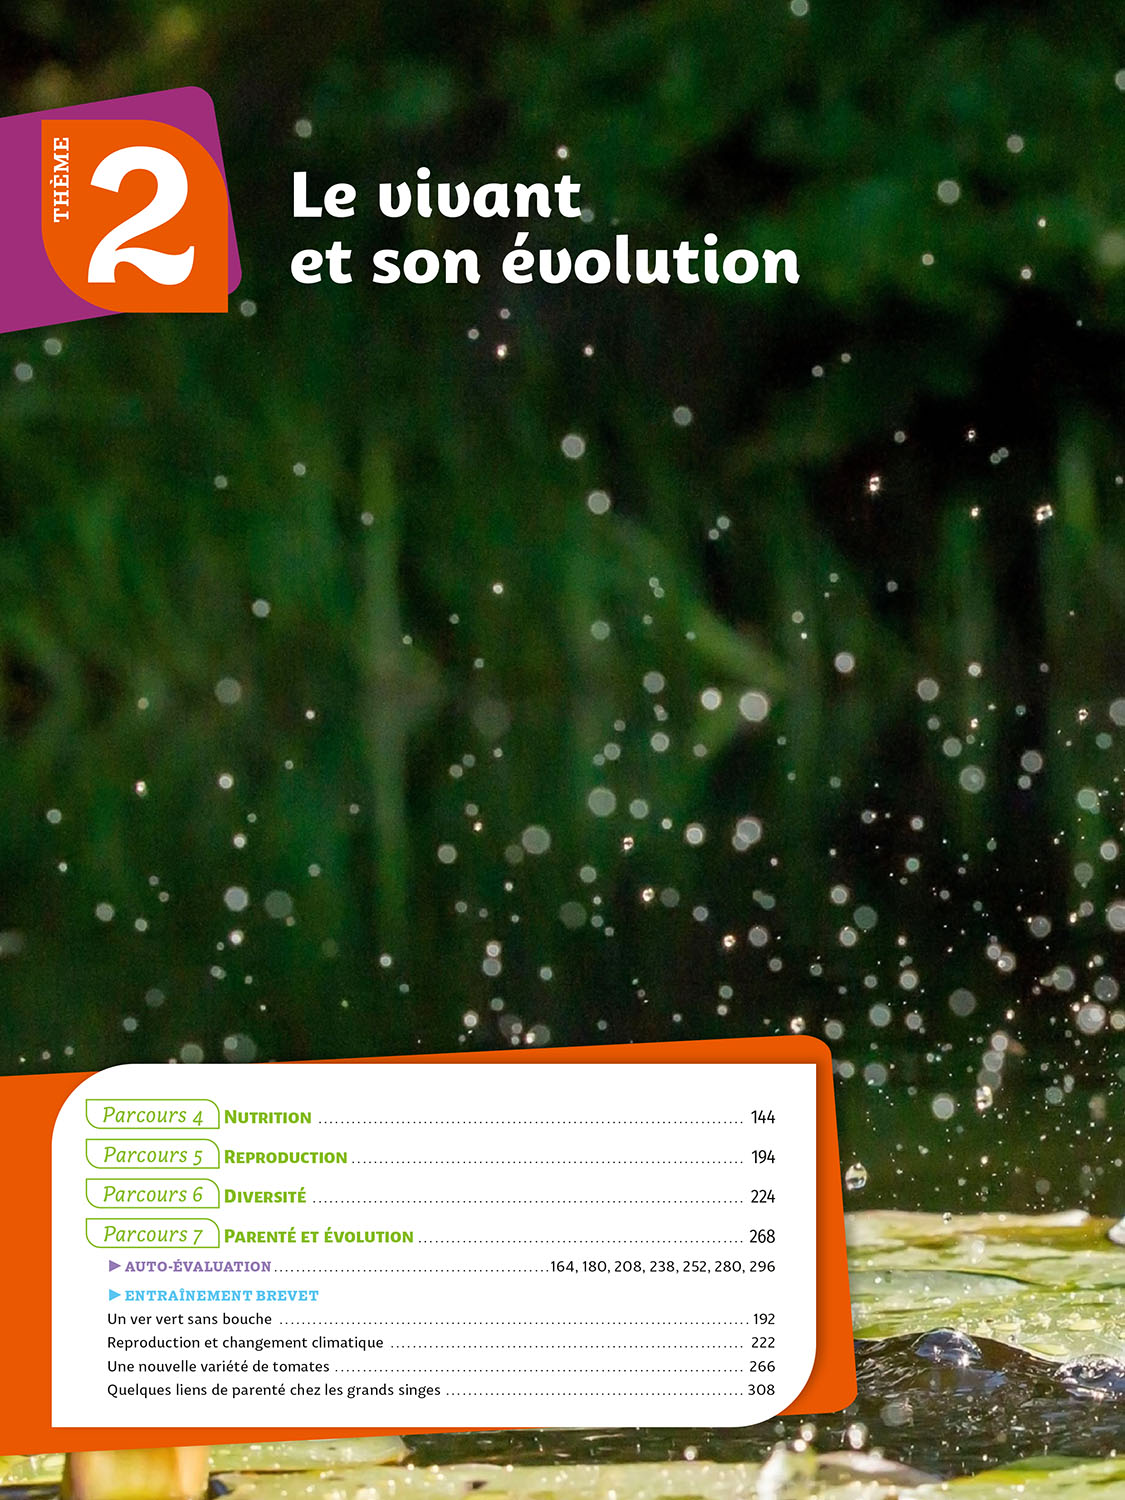 THÈME
2
Le vivant
et son évolution
Parcours 4 NUTRITION ........ 144
Parcours 5 REPRODUCTION ........ 194
Parcours 6 DIVERSITÉ ........ 224
Parcours 7 PARENTÉ ET ÉVOLUTION ........ 268
▶ AUTO-ÉVALUATION ........ 164, 180, 208, 238, 252, 280, 296
▶ ENTRAÎNEMENT BREVET
Un ver vert sans bouche ........ 192
Reproduction et changement climatique ........ 222
Une nouvelle variété de tomates ........ 266
Quelques liens de parenté chez les grands singes ........ 308